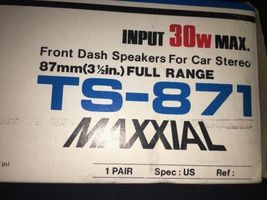 INPUT 30W MAX.
Front Dash Speakers For Car Stereo
87mm(3½in.) FULL RANGE
TS-871
MAXXIAL
1 PAIR Spec : US Ref :